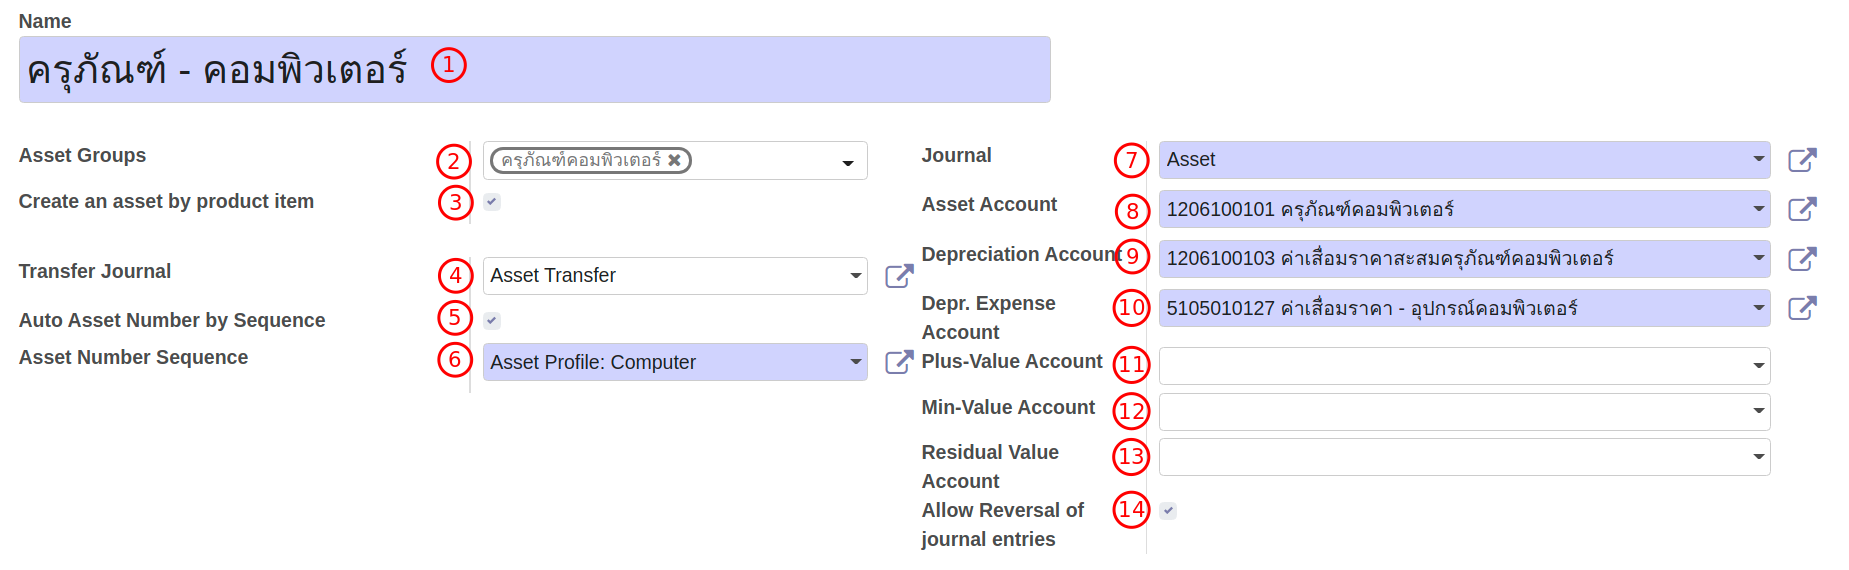 Name
ครุภัณฑ์ - คอมพิวเตอร์ 1
Asset Groups 2 ครุภัณฑ์คอมพิวเตอร์ ✖
Create an asset by product item 3
Transfer Journal 4 Asset Transfer
Auto Asset Number by Sequence 5
Asset Number Sequence 6 Asset Profile: Computer
Journal 7 Asset
Asset Account 8 1206100101 ครุภัณฑ์คอมพิวเตอร์
Depreciation Account 9 1206100103 ค่าเสื่อมราคาสะสมครุภัณฑ์คอมพิวเตอร์
Depr. Expense 10 5105010127 ค่าเสื่อมราคา - อุปกรณ์คอมพิวเตอร์
Account
Plus-Value Account 11
Min-Value Account 12
Residual Value 13
Account
Allow Reversal of 14
journal entries